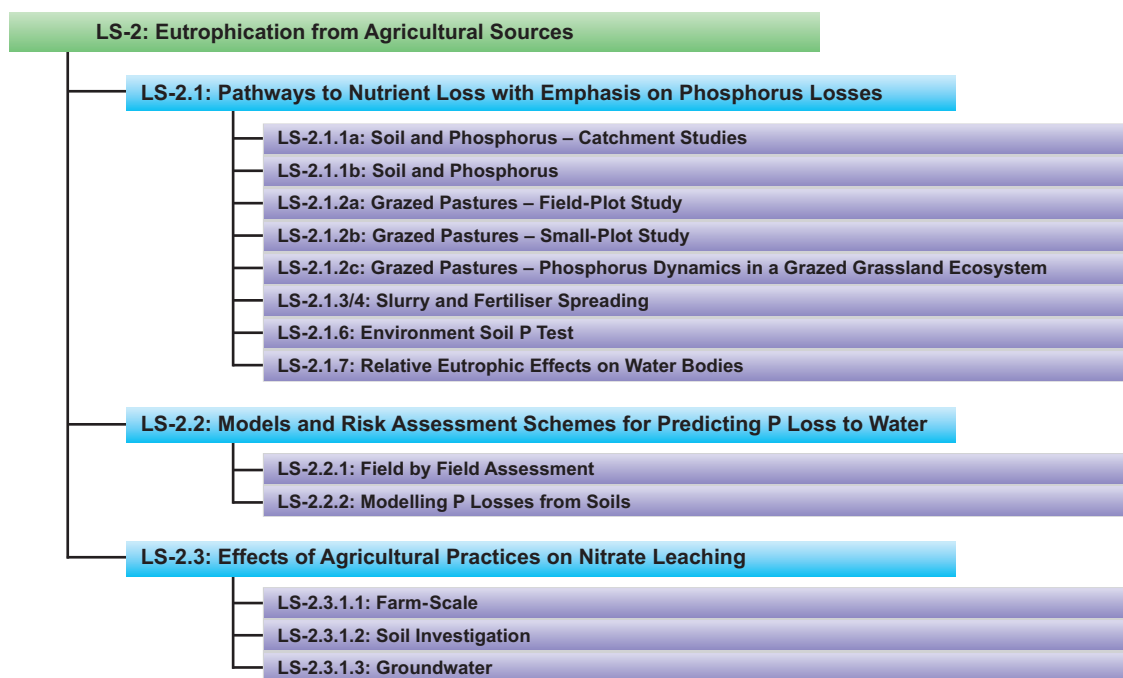 LS-2: Eutrophication from Agricultural Sources
LS-2.1: Pathways to Nutrient Loss with Emphasis on Phosphorus Losses
LS-2.1.1a: Soil and Phosphorus – Catchment Studies
LS-2.1.1b: Soil and Phosphorus
LS-2.1.2a: Grazed Pastures – Field-Plot Study
LS-2.1.2b: Grazed Pastures – Small-Plot Study
LS-2.1.2c: Grazed Pastures – Phosphorus Dynamics in a Grazed Grassland Ecosystem
LS-2.1.3/4: Slurry and Fertiliser Spreading
LS-2.1.6: Environment Soil P Test
LS-2.1.7: Relative Eutrophic Effects on Water Bodies
LS-2.2: Models and Risk Assessment Schemes for Predicting P Loss to Water
LS-2.2.1: Field by Field Assessment
LS-2.2.2: Modelling P Losses from Soils
LS-2.3: Effects of Agricultural Practices on Nitrate Leaching
LS-2.3.1.1: Farm-Scale
LS-2.3.1.2: Soil Investigation
LS-2.3.1.3: Groundwater